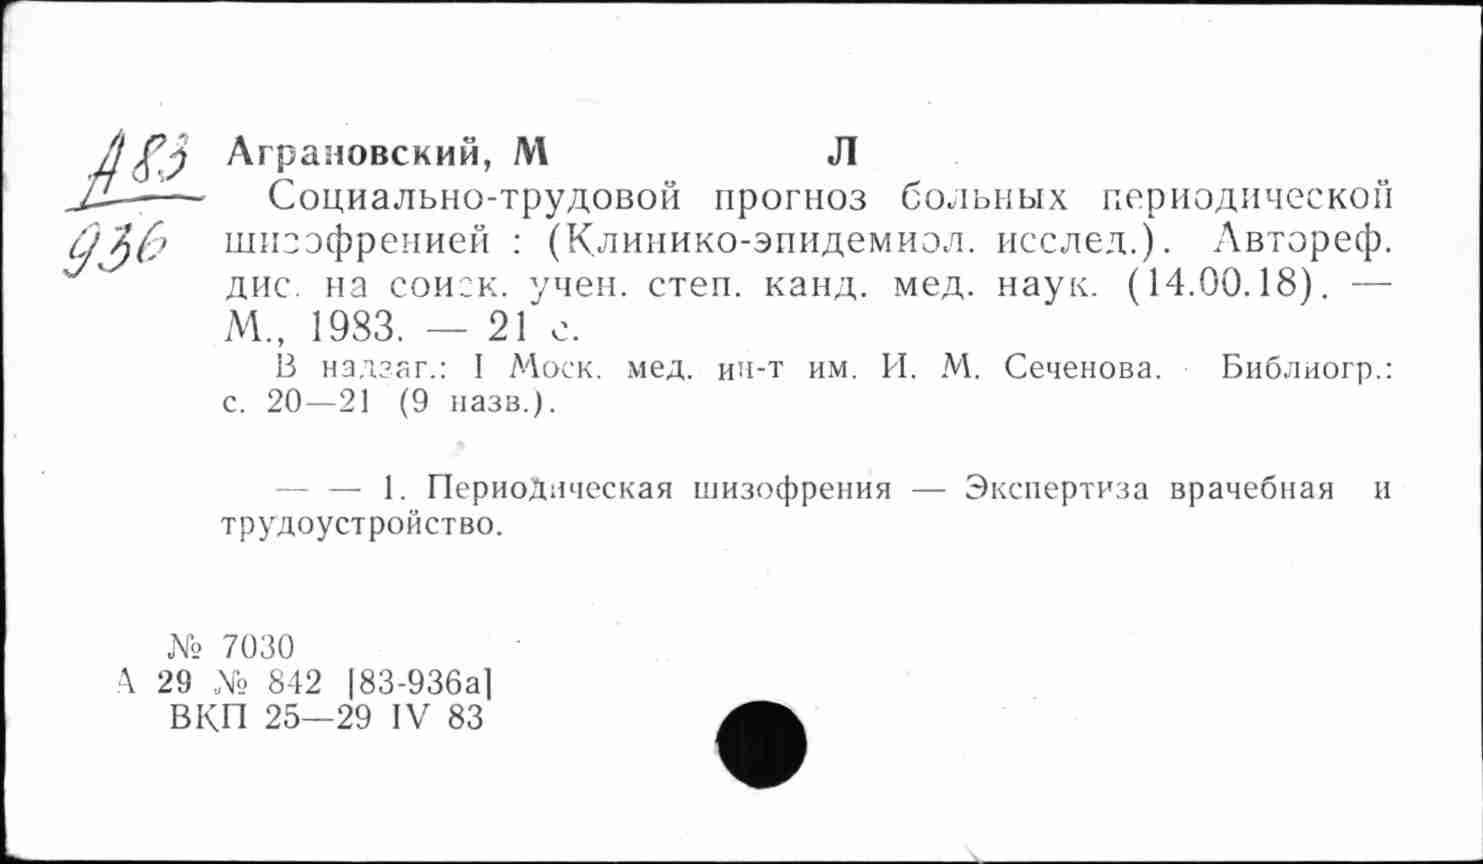 А83
936
Аграновский, М Л
Социально-трудовой прогноз больных периодической
шизофренией : (Клинико-эпидемиол. исслед.). Автореф.
дис. на соиск. учен. степ. канд. мед. наук. (14.00.18). —
М., 1983. — 21 с.
В надзаг.: I Моск. мед. ин-т им. И. М. Сеченова. Библиогр.:
с. 20—21 (9 назв.).
— — 1. Периодическая шизофрения — Экспертиза врачебная и
трудоустройство.
№ 7030
А 29 № 842 [83-936а]
ВКП 25—29 IV 83